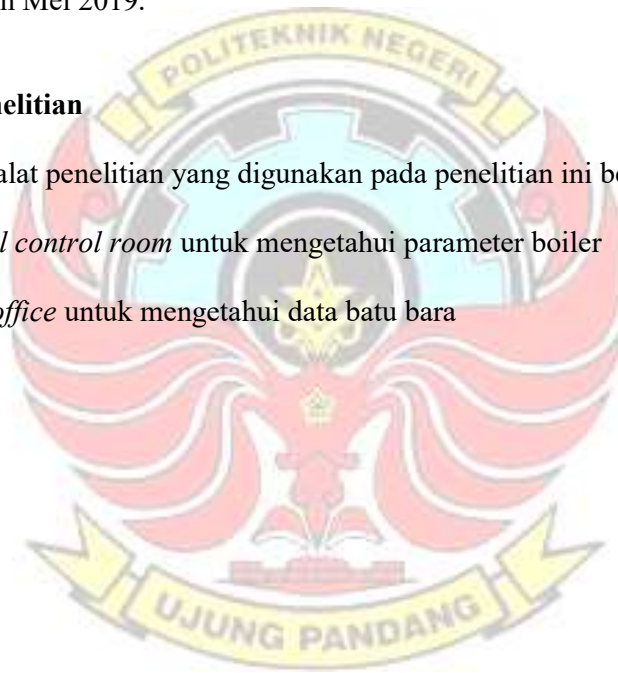 n Mei 2019.
POLITEKNIK NEGERI
nelitian
alat penelitian yang digunakan pada penelitian ini be
l control room untuk mengetahui parameter boiler
office untuk mengetahui data batu bara
UJUNG PANDANG